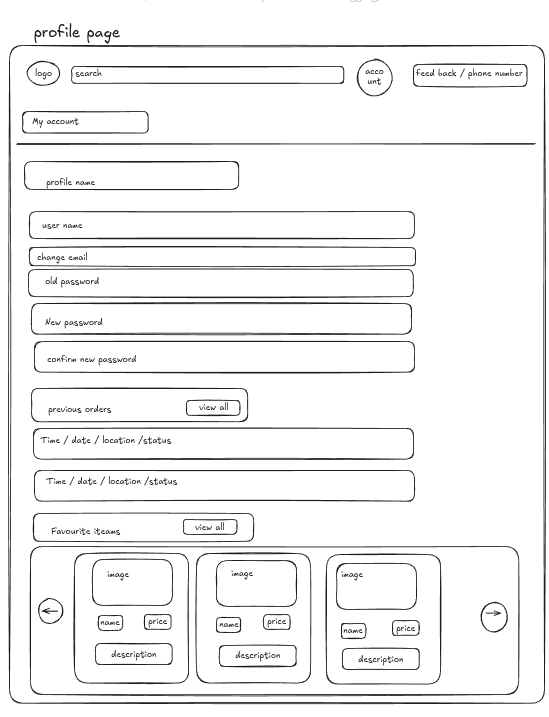 profile page
logo
search
acco
unt
feed back / phone number
My account
profile name
user name
change email
old password
New password
confirm new password
previous orders
view all
Time / date / location /status
Time / date / location /status
Favourite iteams
view all
image
image
image
name
price
name
price
name
price
description
description
description